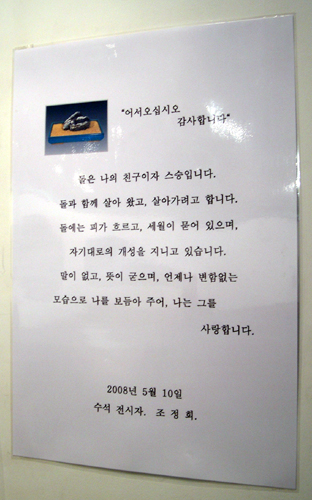 "어서오십시오
감사합니다"
돌은 나의 친구이자 스승입니다.
돌과 함께 살아 왔고, 살아가려고 합니다.
돌에는 피가 흐르고, 세월이 묻어 있으며,
자기대로의 개성을 지니고 있습니다.
말이 없고, 뜻이 굳으며, 언제나 변함없는
모습으로 나를 보듬아 주어, 나는 그를
사랑합니다.
2008년 5월 10일
수석 전시자. 조 정 희.